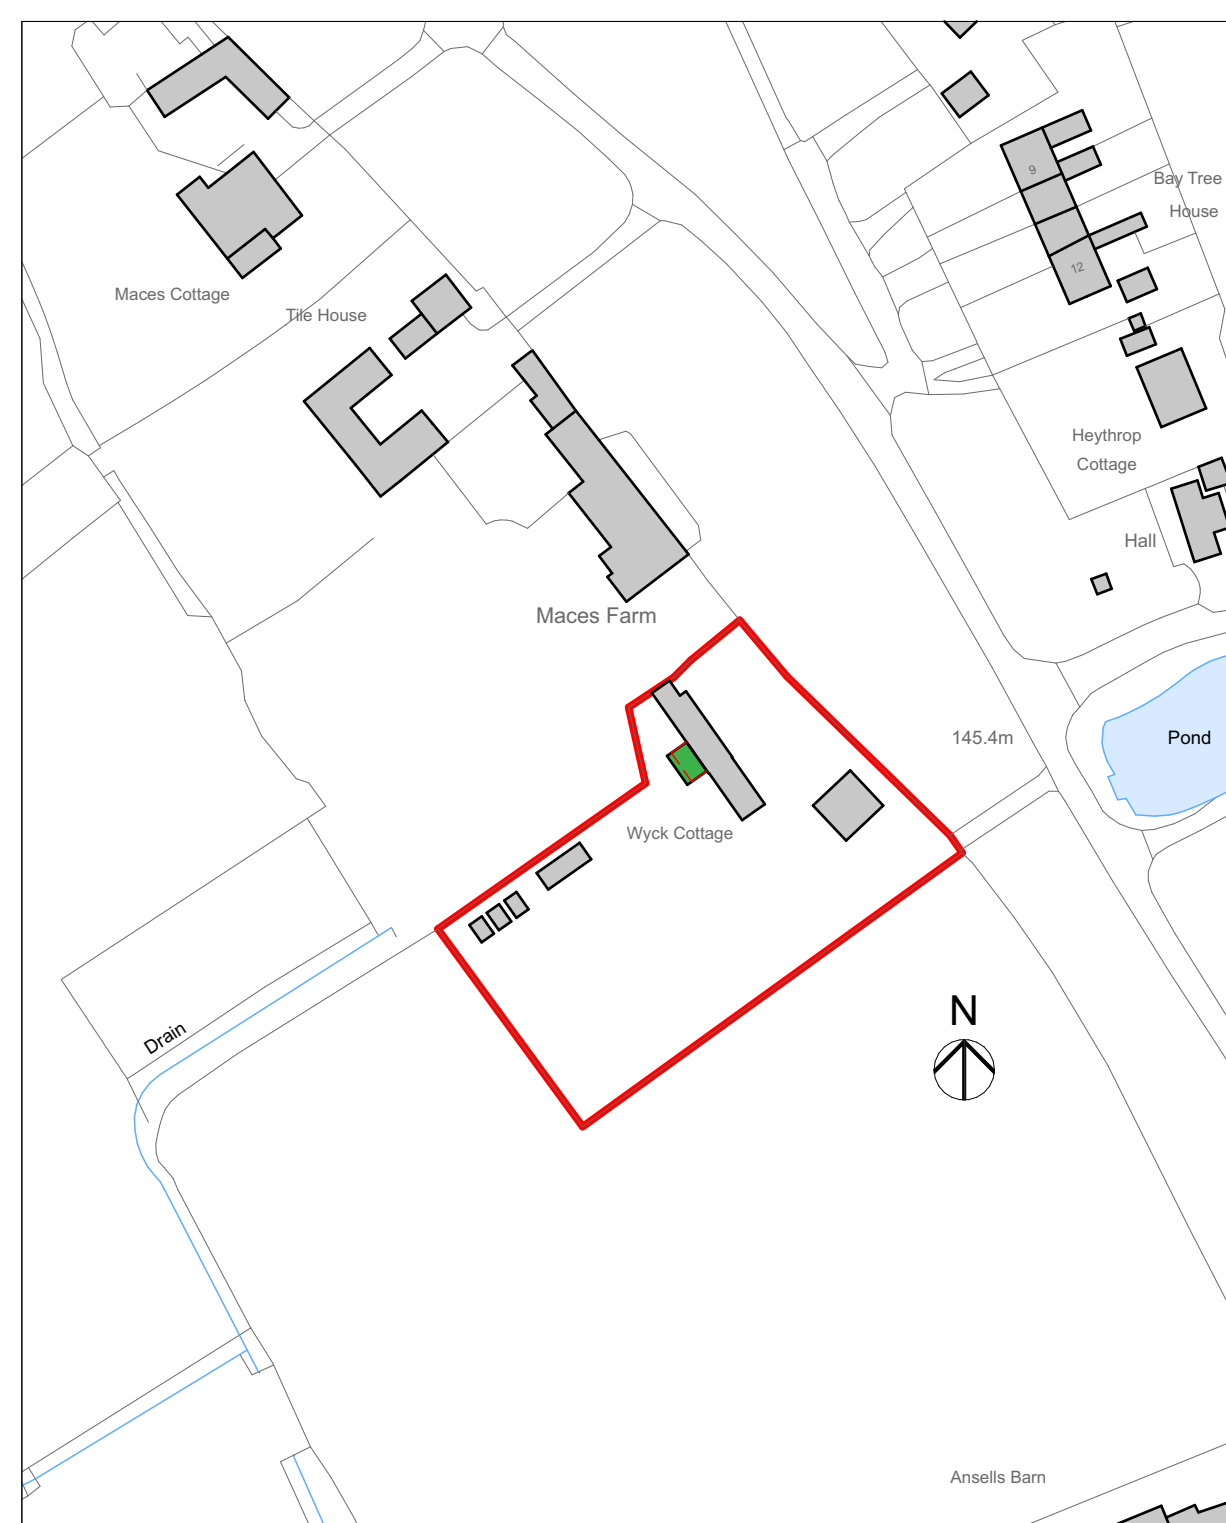 9
Bay Tree
House
12
Maces Cottage
Tile House
Heythrop
Cottage
Hall
Maces Farm
145.4m
Pond
Wyck Cottage
N
Drain
Ansells Barn